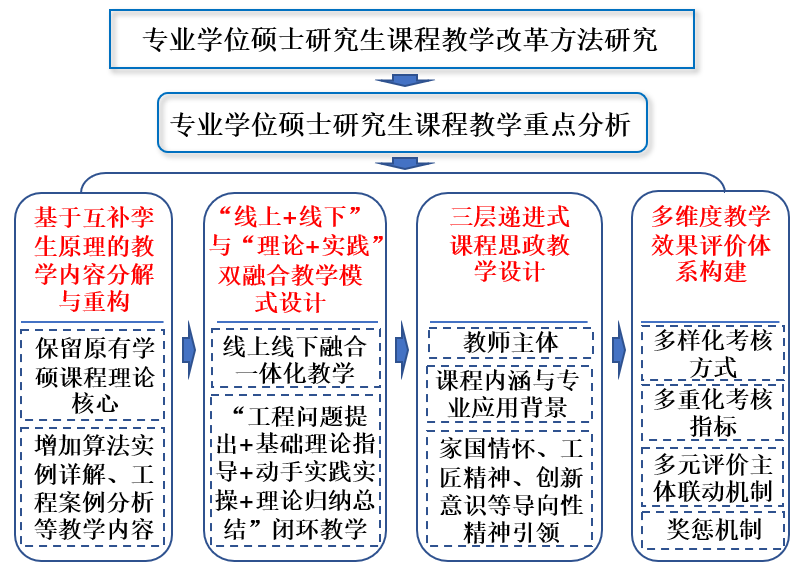 专业学位硕士研究生课程教学改革方法研究
专业学位硕士研究生课程教学重点分析
基于互补孪
生原理的教
学内容分解
与重构
保留原有学
硕课程理论
核心
增加算法实
例详解、工
程案例分析
等教学内容
“线上+线下”
与“理论+实践”
双融合教学模
式设计
线上线下融合
一体化教学
“工程问题提
出+基础理论指
导+动手实践实
操+理论归纳总
结”闭环教学
三层递进式
课程思政教
学设计
教师主体
课程内涵与专
业应用背景
家国情怀、工
匠精神、创新
意识等导向性
精神引领
多维度教学
效果评价体
系构建
多样化考核
方式
多重化考核
指标
多元评价主
体联动机制
奖惩机制